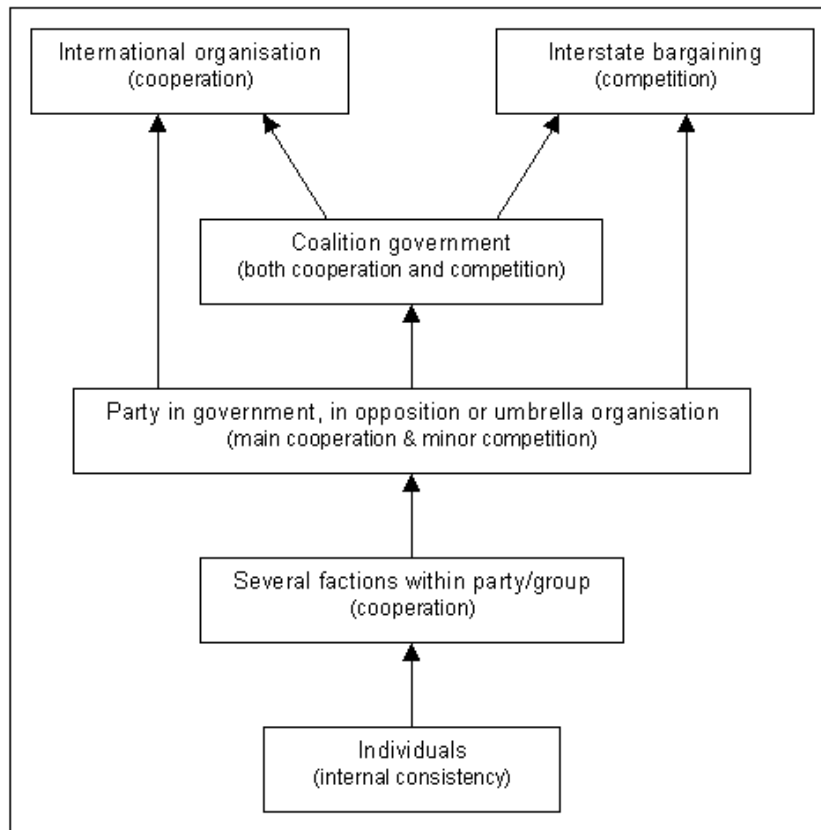 International organisation
(cooperation)
Interstate bargaining
(competition)
Coalition government
(both cooperation and competition)
Party in government, in opposition or umbrella organisation
(main cooperation & minor competition)
Several factions within party/group
(cooperation)
Individuals
(internal consistency)